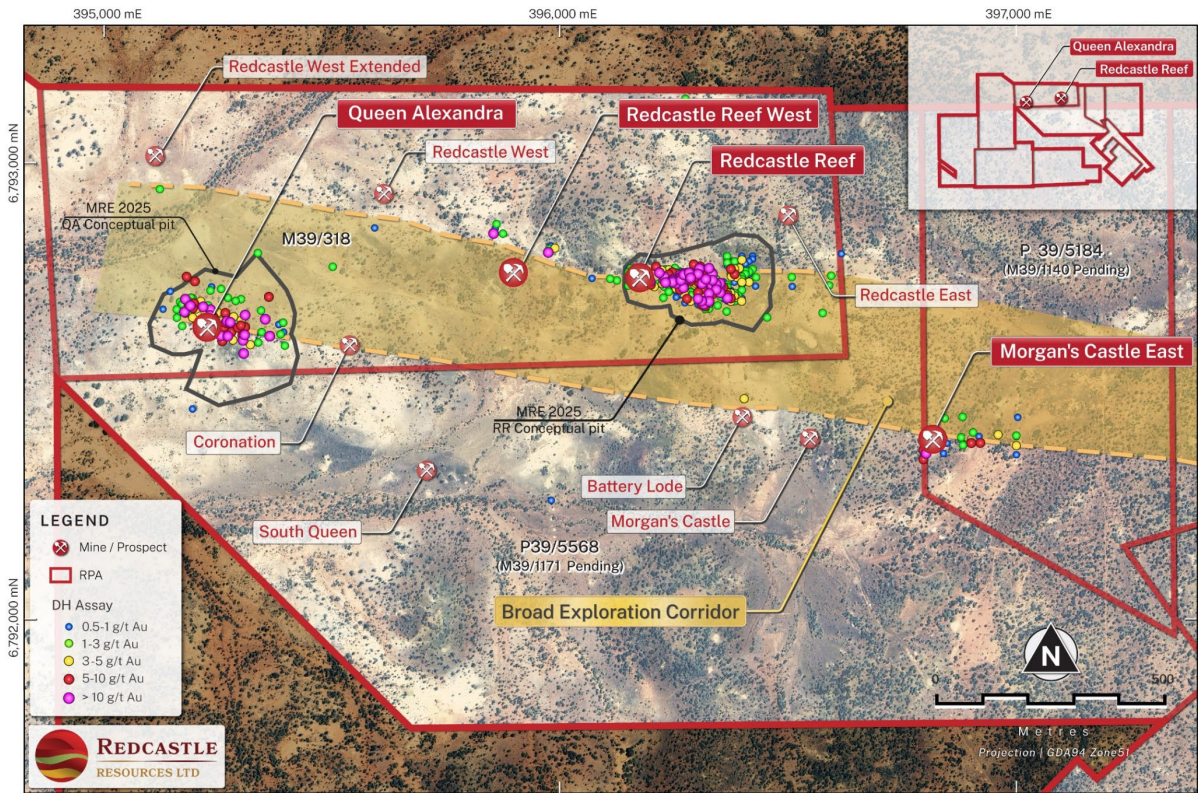 395,000 mE
396,000 mE
397,000 mE
6,793,000 mN
6,792,000 mN
Queen Alexandra
Redcastle Reef
Redcastle West Extended
Queen Alexandra
Redcastle Reef West
Redcastle West
Redcastle Reef
MRE 2025
QA Conceptual pit
M39/318
P 39/5184
(M39/1140 Pending)
Redcastle East
Morgan's Castle East
MRE 2025
RR Conceptual pit
Coronation
Battery Lode
Morgan's Castle
South Queen
P39/5568
(M39/1171 Pending)
Broad Exploration Corridor
LEGEND
Mine / Prospect
RPA
DH Assay
0.5-1 g/t Au
1-3 g/t Au
3-5 g/t Au
5-10 g/t Au
> 10 g/t Au
N
0
500
Metres
Projection | GDA94 Zone51
REDCASTLE
RESOURCES LTD